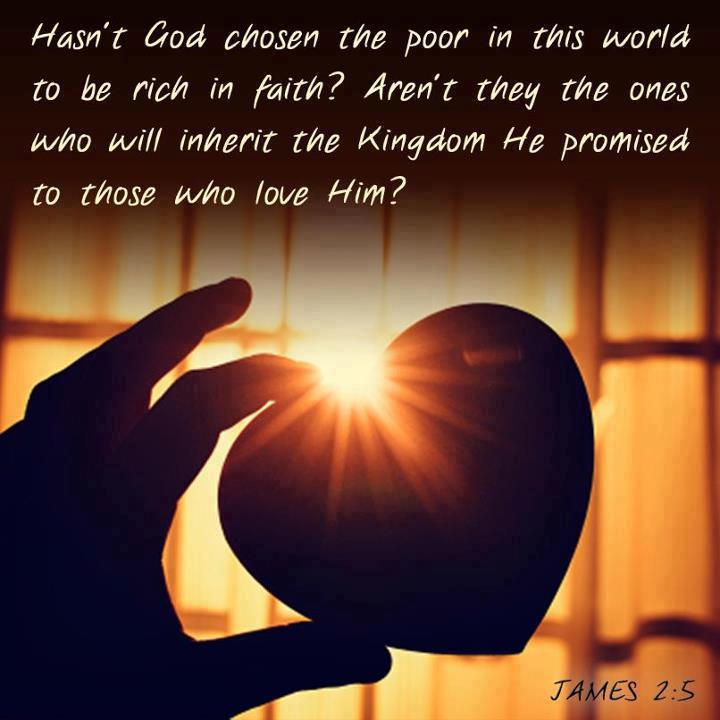 Hasn't God chosen the poor in this world
to be rich in faith? Aren't they the ones
who will inherit the Kingdom He promised
to those who love Him?
JAMES 2:5